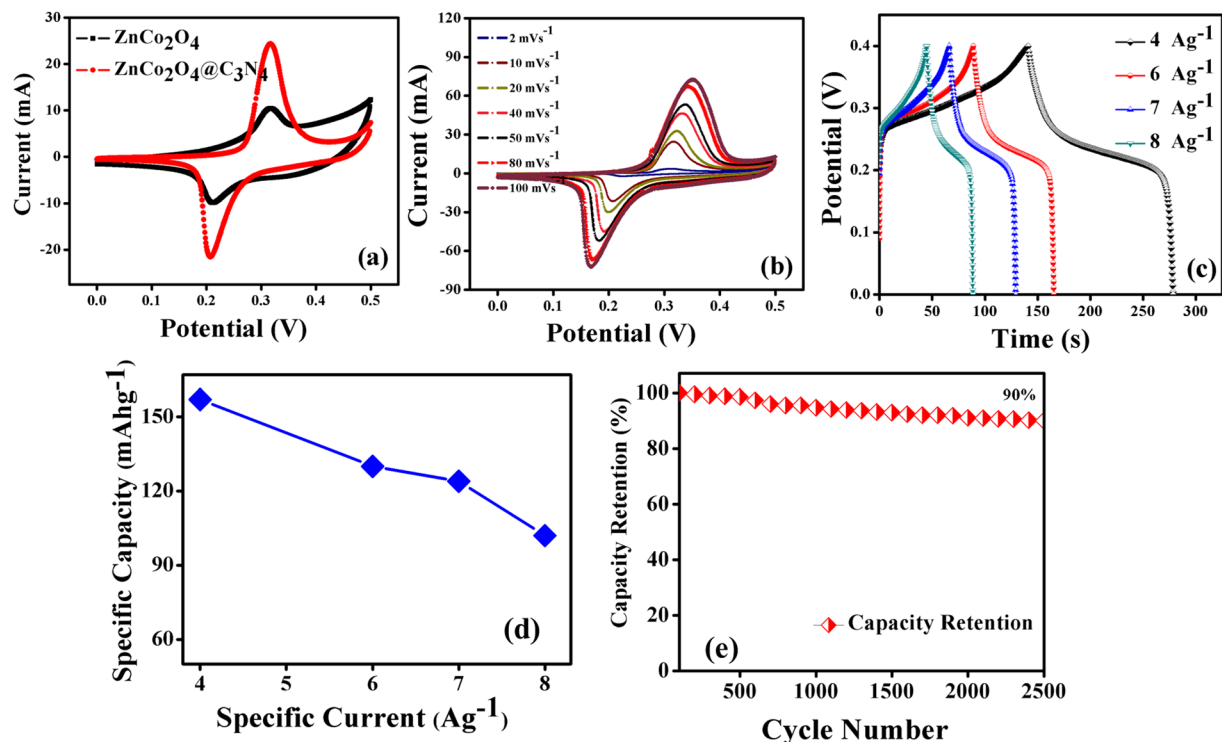 30
20
10
0
-10
-20
0.0 0.1 0.2 0.3 0.4 0.5
Current (mA)
Potential (V)
ZnCo2O4
ZnCo2O4@C3N4
(a)
120
90
60
30
0
-30
-60
-90
0.0 0.1 0.2 0.3 0.4 0.5
Current (mA)
Potential (V)
2 mVs-1
10 mVs-1
20 mVs-1
40 mVs-1
50 mVs-1
80 mVs-1
100 mVs-1
(b)
0.4
0.3
0.2
0.1
0.0
0 50 100 150 200 250 300
Potential (V)
Time (s)
4 Ag-1
6 Ag-1
7 Ag-1
8 Ag-1
(c)
150
120
90
60
4 5 6 7 8
Specific Capacity (mAhg-1)
Specific Current (Ag-1)
(d)
100
80
60
40
20
0
500 1000 1500 2000 2500
Capacity Retention (%)
Cycle Number
90%
Capacity Retention
(e)